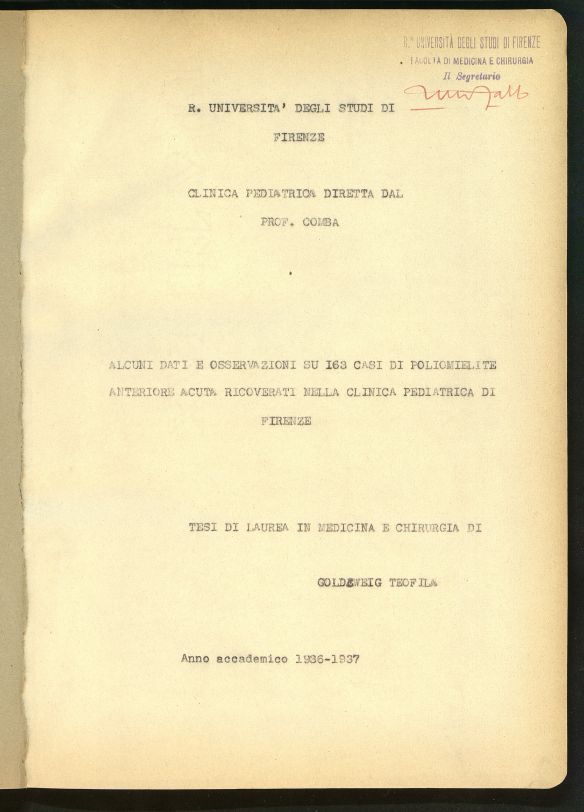 R.ᵃ UNIVERSITÀ DEGLI STUDI DI FIRENZE
FACOLTÀ DI MEDICINA E CHIRURGIA
Il Segretario
R. UNIVERSITA' DEGLI STUDI DI
FIRENZE
CLINICA PEDIATRICA DIRETTA DAL
PROF. COMBA
ALCUNI DATI E OSSERVAZIONI SU I63 CASI DI POLIOMIELITE
ANTERIORE ACUTA RICOVERATI NELLA CLINICA PEDIATRICA DI
FIRENZE
TESI DI LAUREA IN MEDICINA E CHIRURGIA DI
GOLDZWEIG TEOFILA
Anno accademico 1936-1937